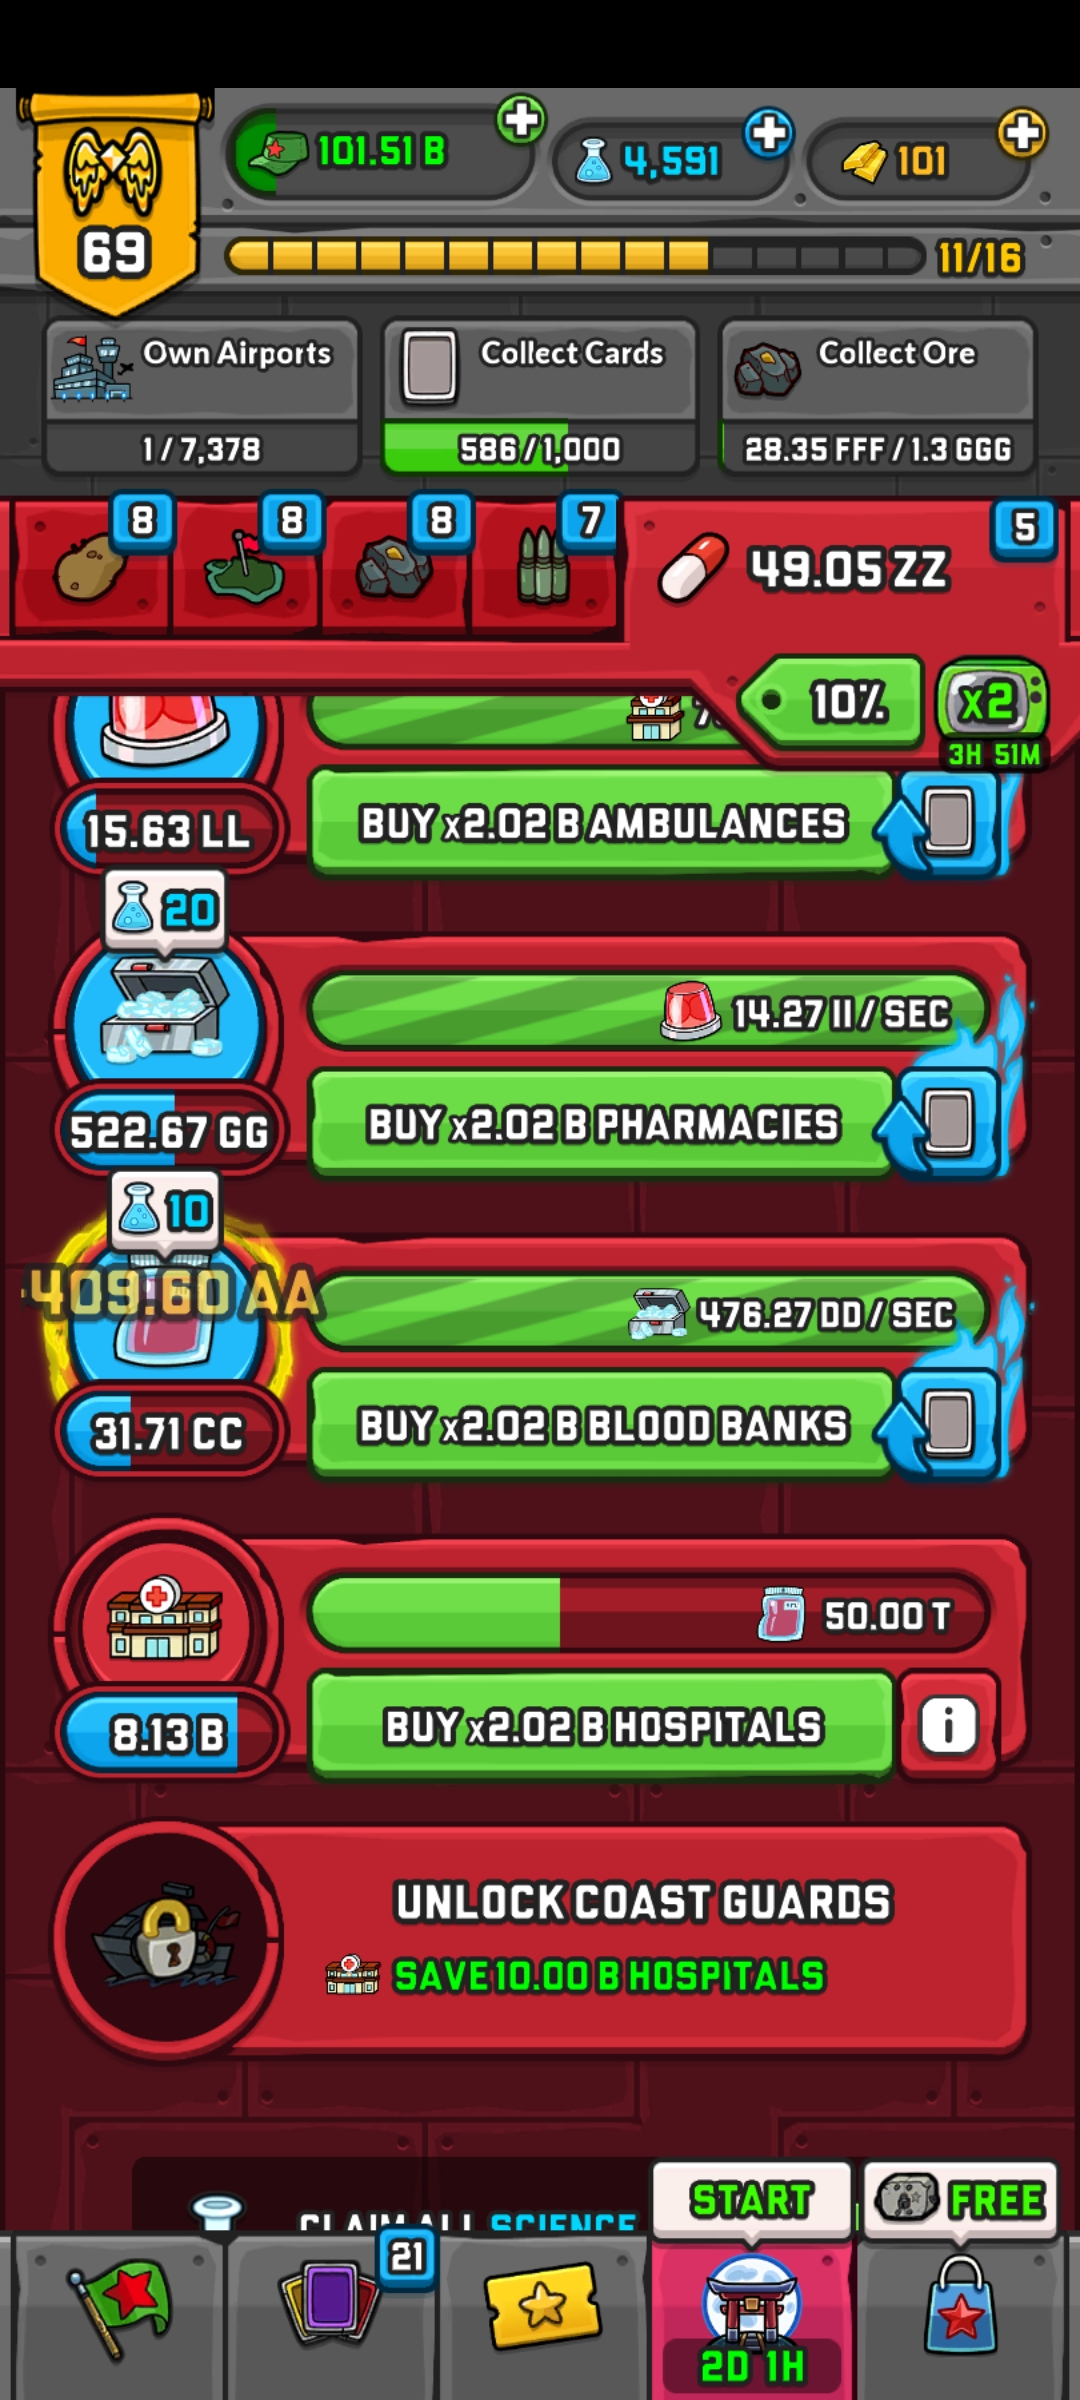 69
101.51 B
4,591
101
11/16
Own Airports
1/7,378
Collect Cards
586/1,000
Collect Ore
28.35 FFF/1.3 GGG
8
8
8
7
49.05 ZZ
5
10%
x2
3H 51M
15.63 LL
BUY x2.02 B AMBULANCES
20
14.27 II/SEC
522.67 GG
BUY x2.02 B PHARMACIES
10
409.60 AA
476.27 DD/SEC
31.71 CC
BUY x2.02 B BLOOD BANKS
50.00 T
8.13 B
BUY x2.02 B HOSPITALS
i
UNLOCK COAST GUARDS
SAVE 10.00 B HOSPITALS
CLAIM ALL SCIENCE
START
FREE
21
2D 1H